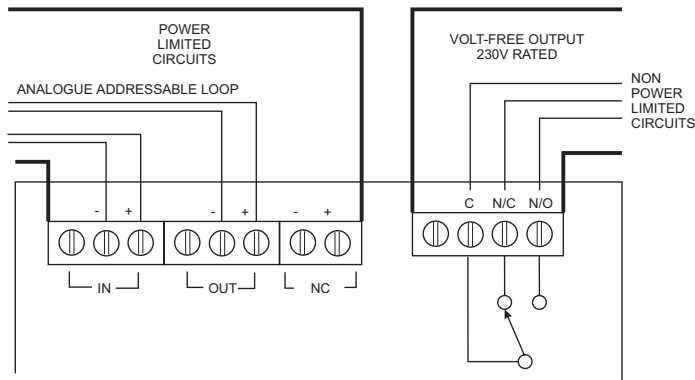 POWER
LIMITED
CIRCUITS
ANALOGUE ADDRESSABLE LOOP
VOLT-FREE OUTPUT
230V RATED
NON
POWER
LIMITED
CIRCUITS
- + - + - +
C N/C N/O
IN OUT NC